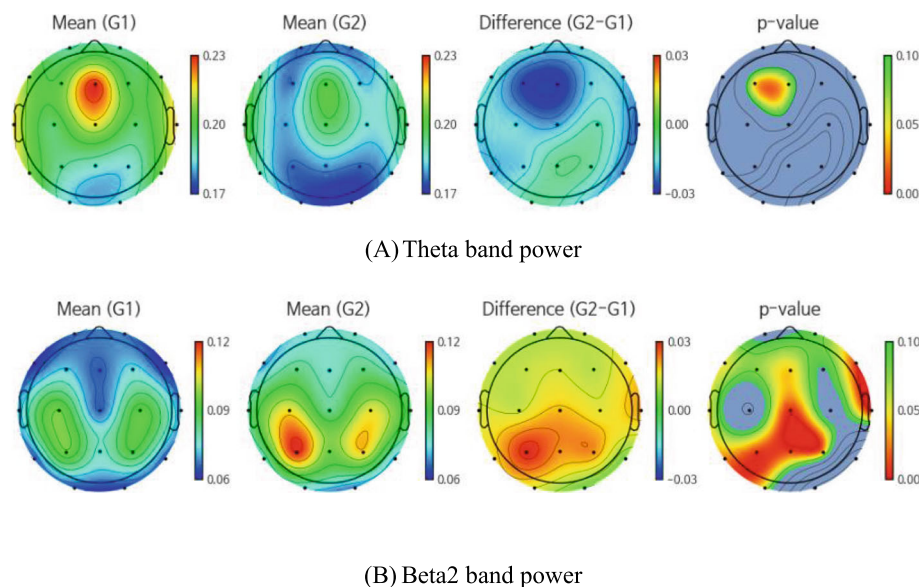 Mean (G1) Mean (G2) Difference (G2-G1) p-value
0.23 0.23 0.03 0.10
0.20 0.20 0.00 0.05
0.17 0.17 -0.03 0.00
(A) Theta band power
Mean (G1) Mean (G2) Difference (G2-G1) p-value
0.12 0.12 0.03 0.10
0.09 0.09 0.00 0.05
0.06 0.06 -0.03 0.00
(B) Beta2 band power